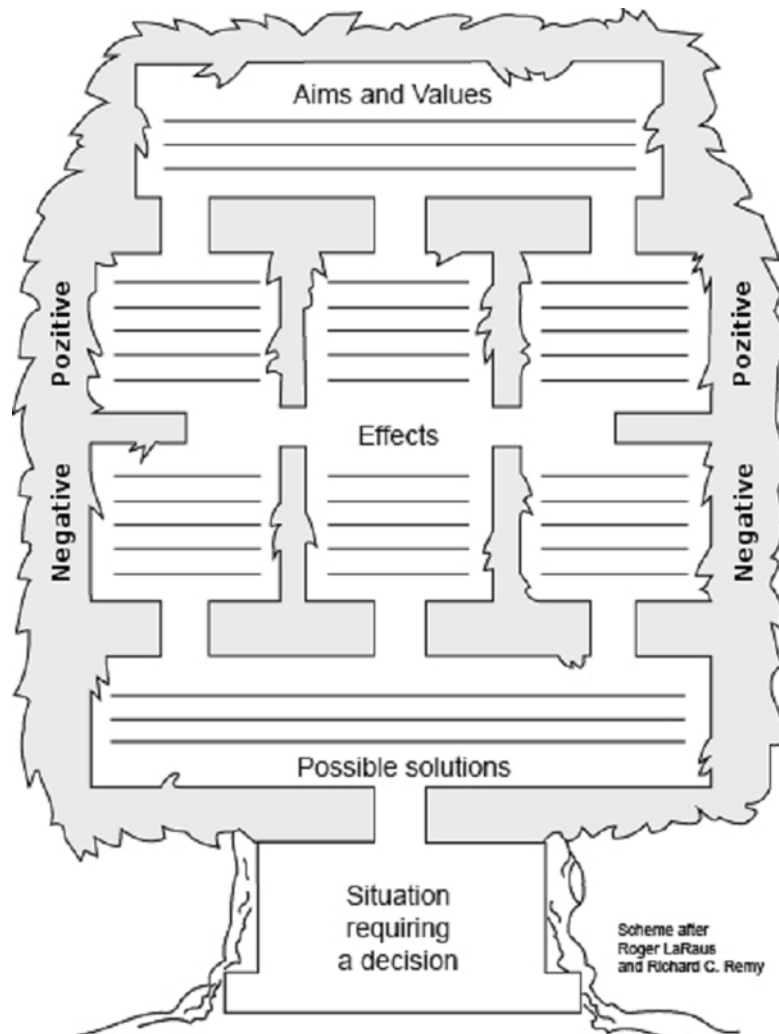 Aims and Values
Pozitive
Pozitive
Effects
Negative
Negative
Possible solutions
Situation
requiring
a decision
Scheme after
Roger LaRaus
and Richard C. Remy